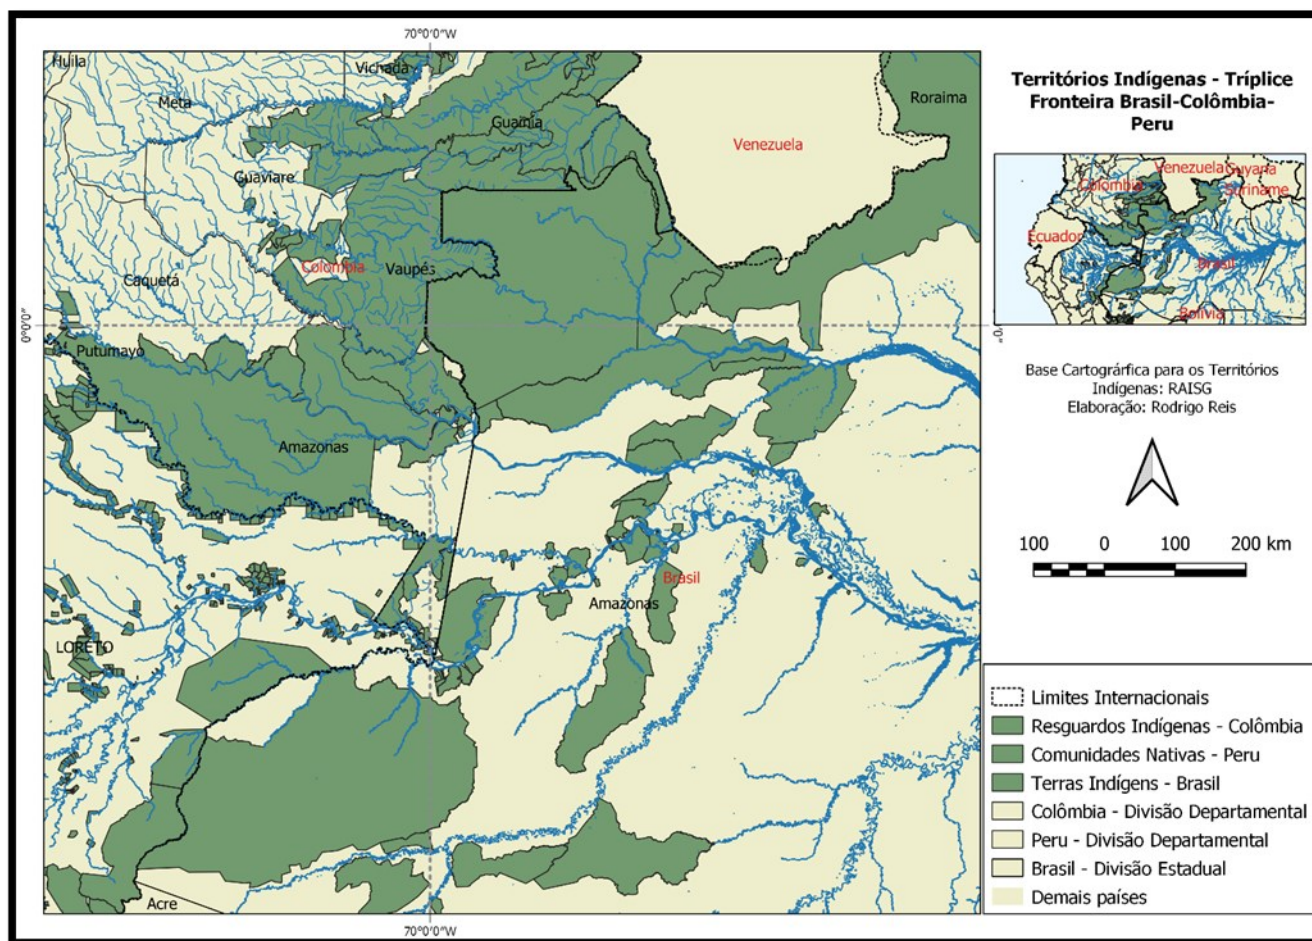 70°0'0"W
Huila
Vichada
Meta
Roraima
Guainía
Venezuela
Guaviare
Colombia
Vaupés
Caquetá
0°0'0"
Putumayo
Amazonas
Brasil
Amazonas
LORETO
Acre
70°0'0"W
Territórios Indígenas - Tríplice
Fronteira Brasil-Colômbia-
Peru
Venezuela
Guyana
Colombia
Suriname
Ecuador
Brasil
Bolivia
Base Cartográrfica para os Territórios
Indígenas: RAISG
Elaboração: Rodrigo Reis
100 0 100 200 km
Limites Internacionais
Resguardos Indígenas - Colômbia
Comunidades Nativas - Peru
Terras Indígens - Brasil
Colômbia - Divisão Departamental
Peru - Divisão Departamental
Brasil - Divisão Estadual
Demais países